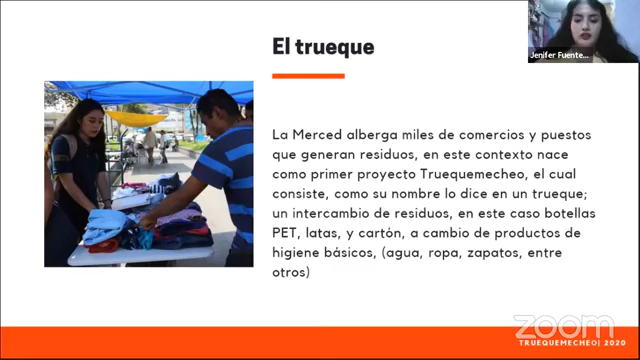 El trueque
Jenifer Fuente...
La Merced alberga miles de comercios y puestos
que generan residuos, en este contexto nace
como primer proyecto Truequemecheo, el cual
consiste, como su nombre lo dice en un trueque;
un intercambio de residuos, en este caso botellas
PET, latas, y cartón, a cambio de productos de
higiene básicos, (agua, ropa, zapatos, entre
otros)
zoom
TRUEQUEMECHEO| 2020